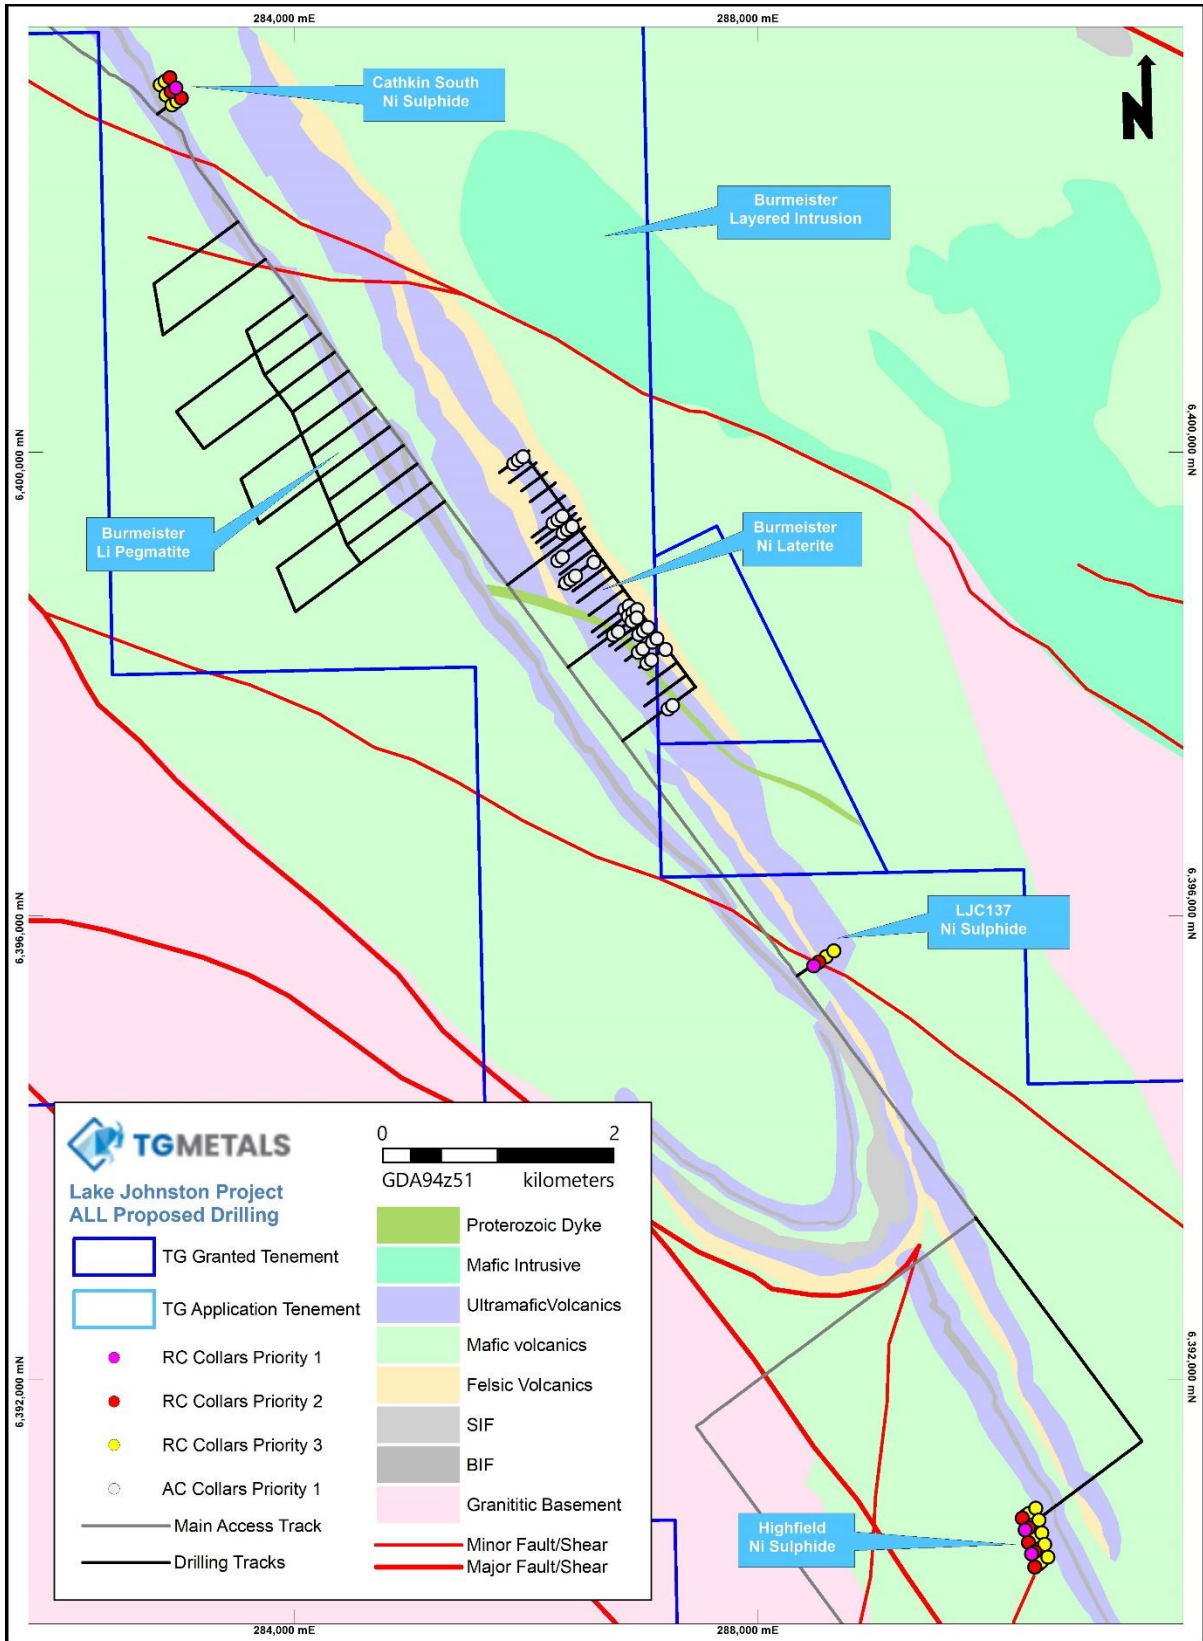 284,000 mE
288,000 mE
Cathkin South
Ni Sulphide
N
Burmeister
Layered Intrusion
6,400,000 mN
6,400,000 mN
Burmeister
Li Pegmatite
Burmeister
Ni Laterite
LJC137
Ni Sulphide
6,396,000 mN
6,396,000 mN
TGMETALS
Lake Johnston Project
ALL Proposed Drilling
TG Granted Tenement
TG Application Tenement
RC Collars Priority 1
RC Collars Priority 2
RC Collars Priority 3
AC Collars Priority 1
Main Access Track
Drilling Tracks
0 2
GDA94z51 kilometers
Proterozoic Dyke
Mafic Intrusive
UltramaficVolcanics
Mafic volcanics
Felsic Volcanics
SIF
BIF
Granititic Basement
Minor Fault/Shear
Major Fault/Shear
6,392,000 mN
6,392,000 mN
Highfield
Ni Sulphide
284,000 mE
288,000 mE